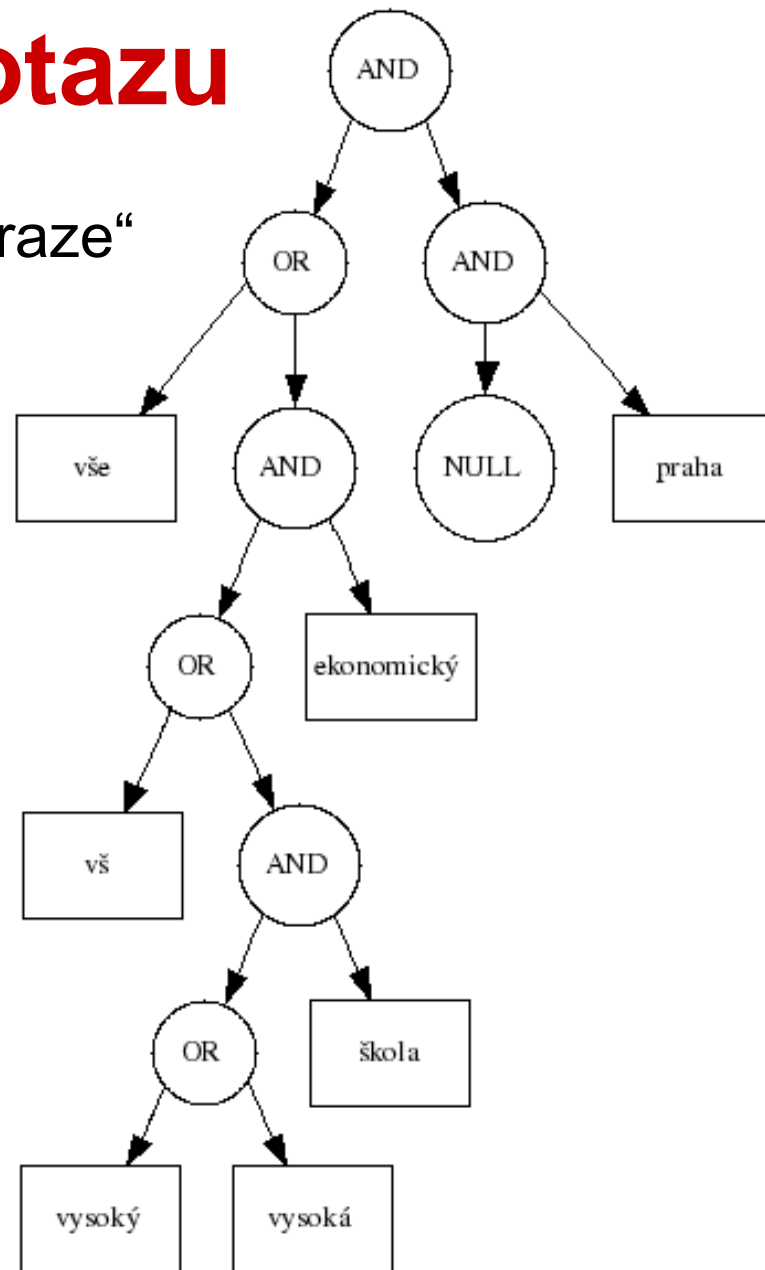 otazu
raze“
AND
OR
AND
vše
AND
NULL
praha
OR
ekonomický
vš
AND
OR
škola
vysoký
vysoká